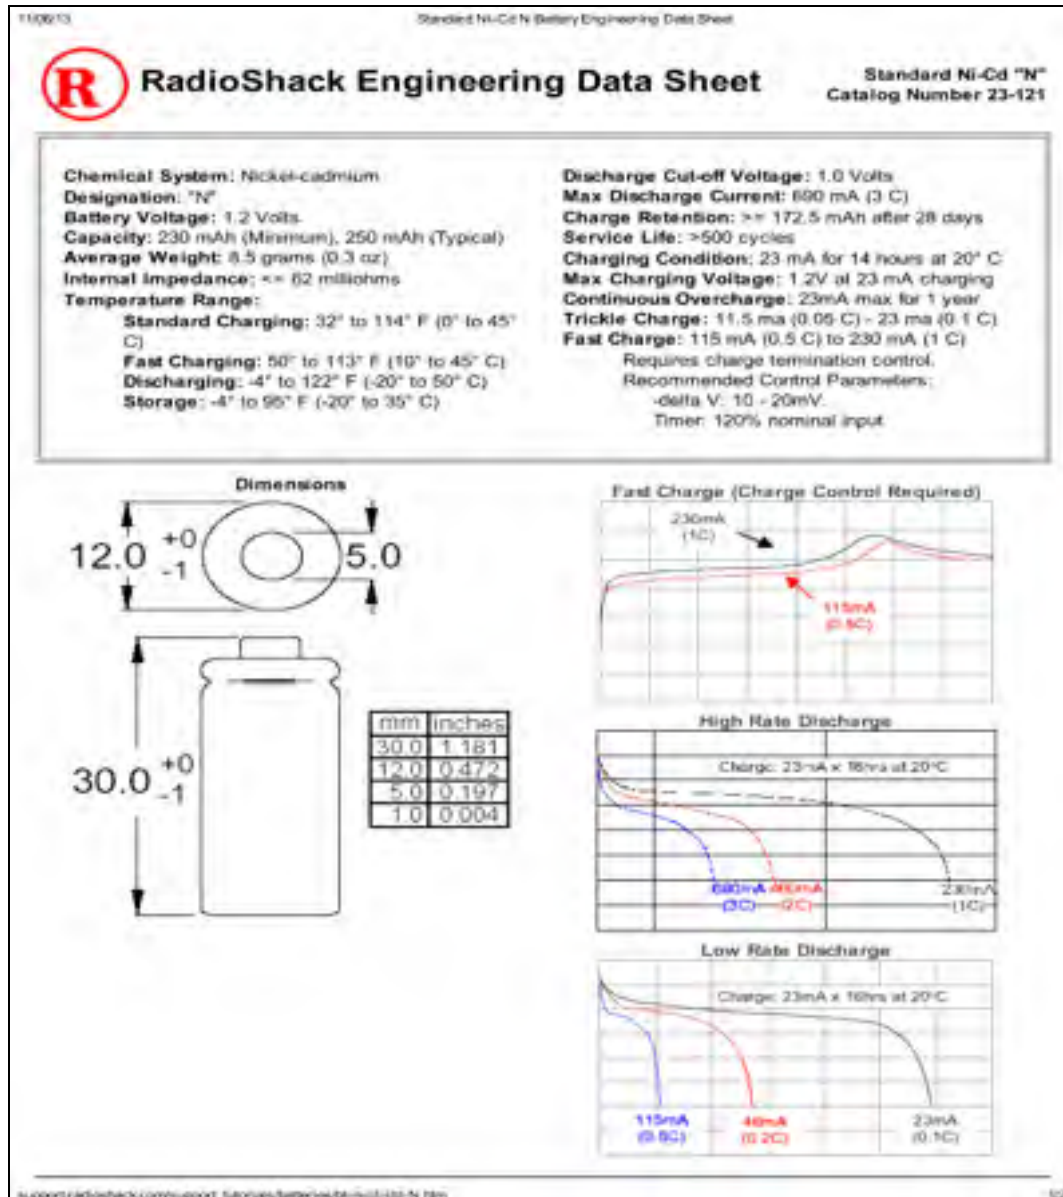 11/06/13
Standard Ni-Cd N Battery Engineering Data Sheet
R
RadioShack Engineering Data Sheet
Standard Ni-Cd "N"
Catalog Number 23-121
Chemical System: Nickel-cadmium
Designation: "N"
Battery Voltage: 1.2 Volts
Capacity: 230 mAh (Minimum), 250 mAh (Typical)
Average Weight: 8.5 grams (0.3 oz)
Internal Impedance: <= 62 milliohms
Temperature Range:
Standard Charging: 32° to 114° F (0° to 45°
C)
Fast Charging: 50° to 113° F (10° to 45° C)
Discharging: -4° to 122° F (-20° to 50° C)
Storage: -4° to 95° F (-20° to 35° C)
Discharge Cut-off Voltage: 1.0 Volts
Max Discharge Current: 690 mA (3 C)
Charge Retention: >= 172.5 mAh after 28 days
Service Life: >500 cycles
Charging Condition: 23 mA for 14 hours at 20° C
Max Charging Voltage: 1.2V at 23 mA charging
Continuous Overcharge: 23mA max for 1 year
Trickle Charge: 11.5 ma (0.05 C) - 23 ma (0.1 C)
Fast Charge: 115 mA (0.5 C) to 230 mA (1 C)
Requires charge termination control.
Recommended Control Parameters:
-delta V: 10 - 20mV.
Timer: 120% nominal input
Dimensions
12.0 +0 -1
5.0
30.0 +0 -1
mm inches
30.0 1.181
12.0 0.472
5.0 0.197
1.0 0.004
Fast Charge (Charge Control Required)
230mA
(1C)
115mA
(0.5C)
High Rate Discharge
Charge: 23mA x 16hrs at 20°C
690mA 460mA 230mA
(3C) (2C) (1C)
Low Rate Discharge
Charge: 23mA x 16hrs at 20°C
115mA 46mA 23mA
(0.5C) (0.2C) (0.1C)